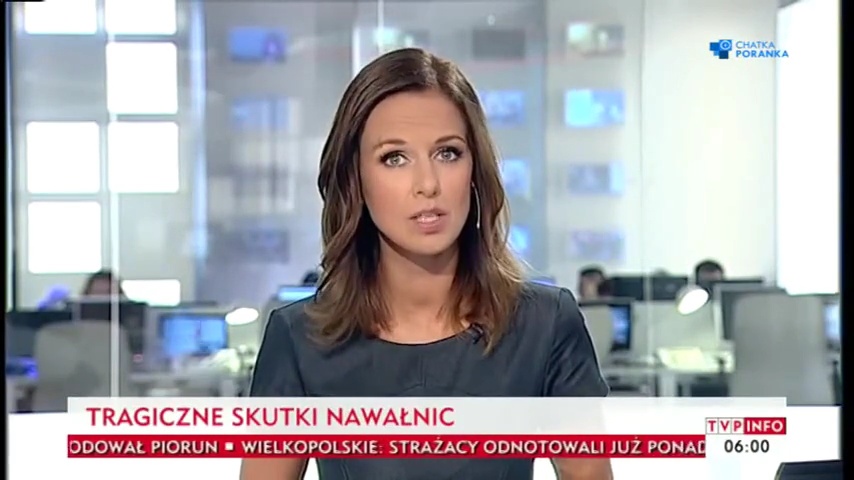 CHATKA
PORANKA
TRAGICZNE SKUTKI NAWAŁNIC
TVP INFO
ODOWAŁ PIORUN ▪ WIELKOPOLSKIE: STRAŻACY ODNOTOWALI JUŻ PONAD
06:00